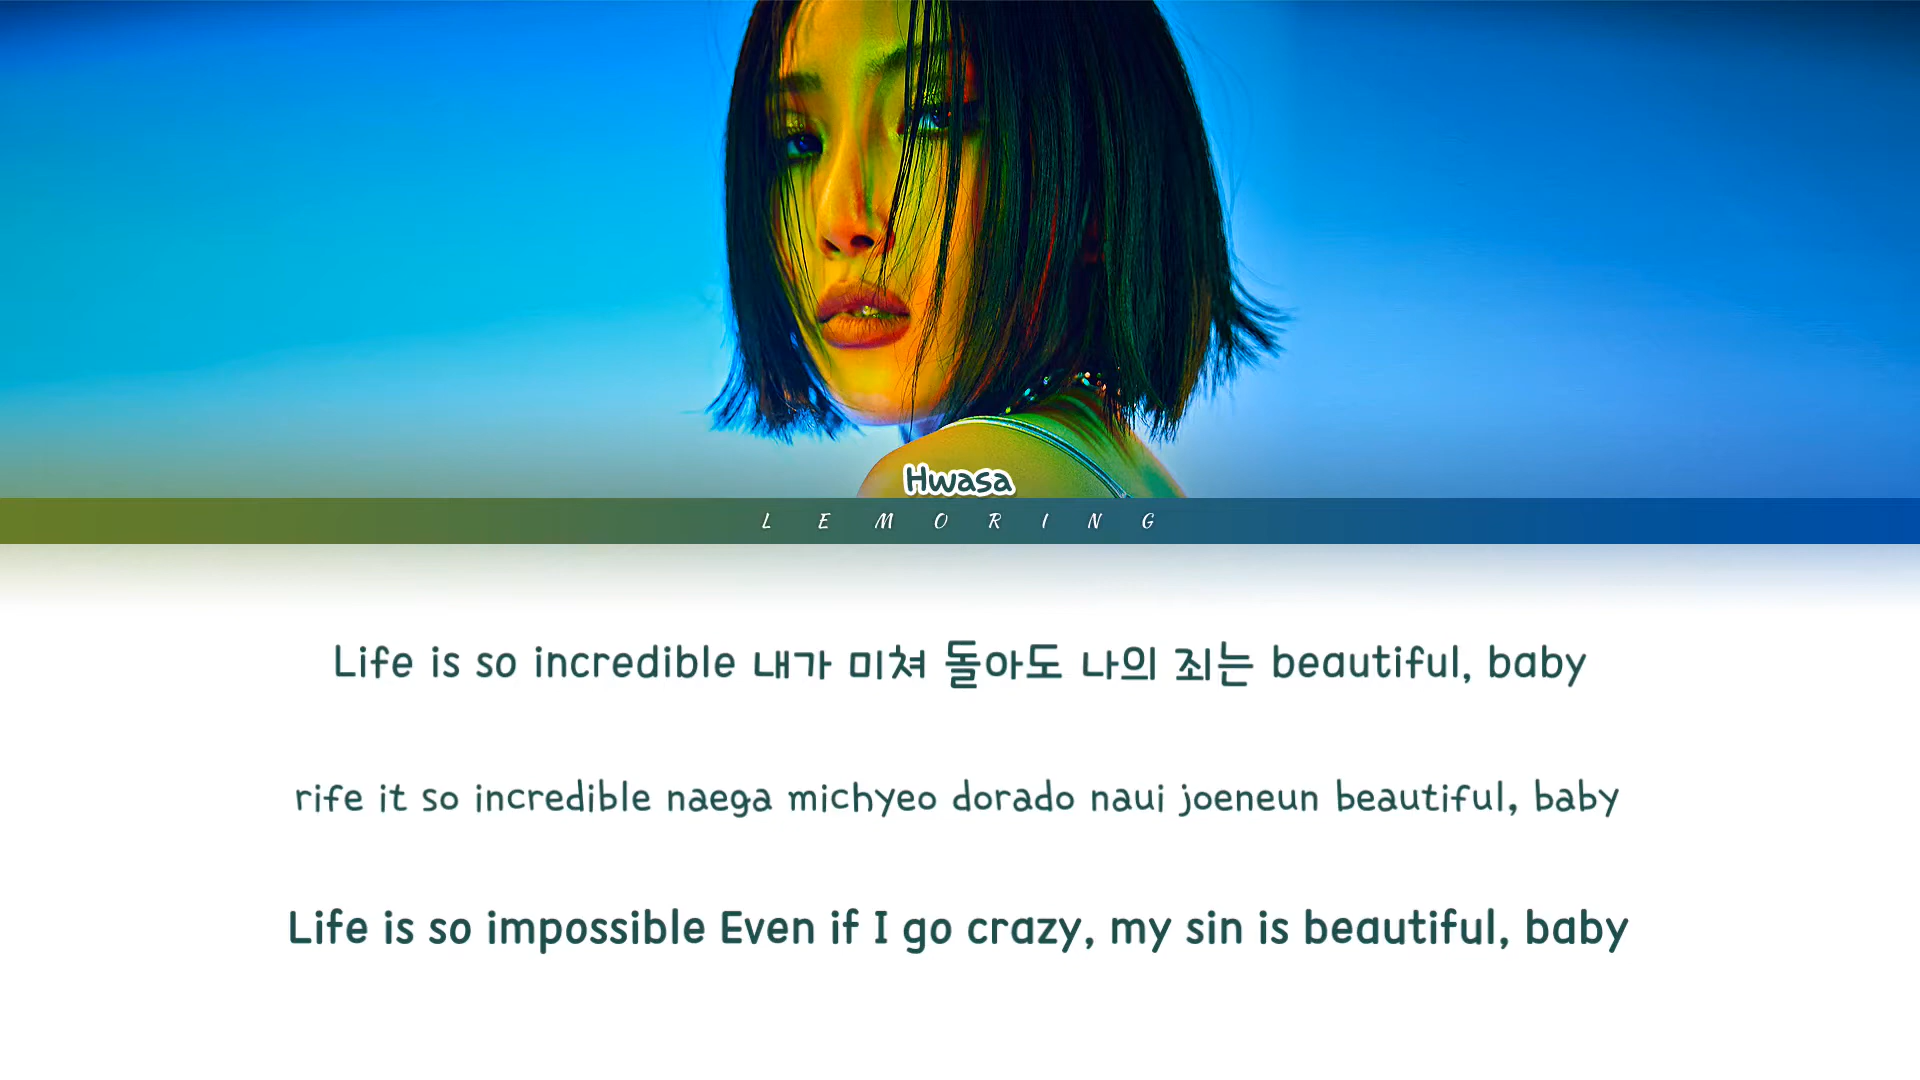 Hwasa
LEMORING
Life is so incredible 내가 미쳐 돌아도 나의 죄는 beautiful, baby
rife it so incredible naega michyeo dorado naui joeneun beautiful, baby
Life is so impossible Even if I go crazy, my sin is beautiful, baby